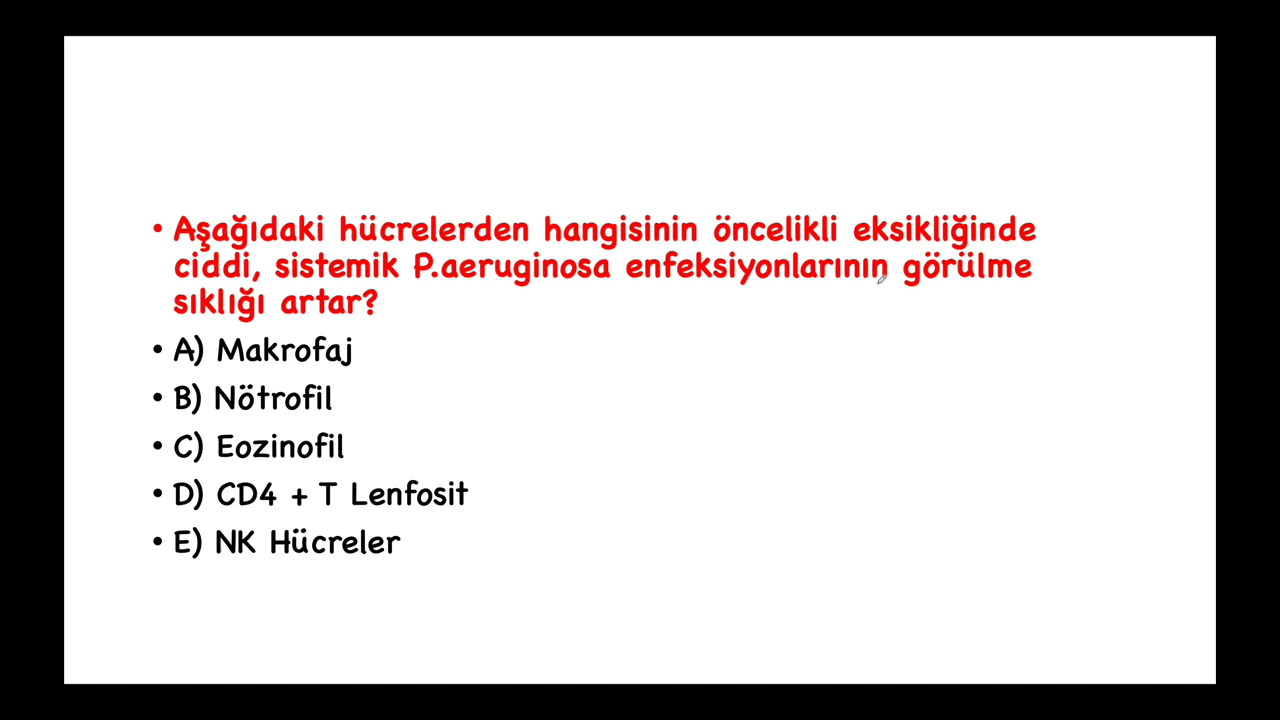 • Aşağıdaki hücrelerden hangisinin öncelikli eksikliğinde
ciddi, sistemik P.aeruginosa enfeksiyonlarının görülme
sıklığı artar?
• A) Makrofaj
• B) Nötrofil
• C) Eozinofil
• D) CD4 + T Lenfosit
• E) NK Hücreler